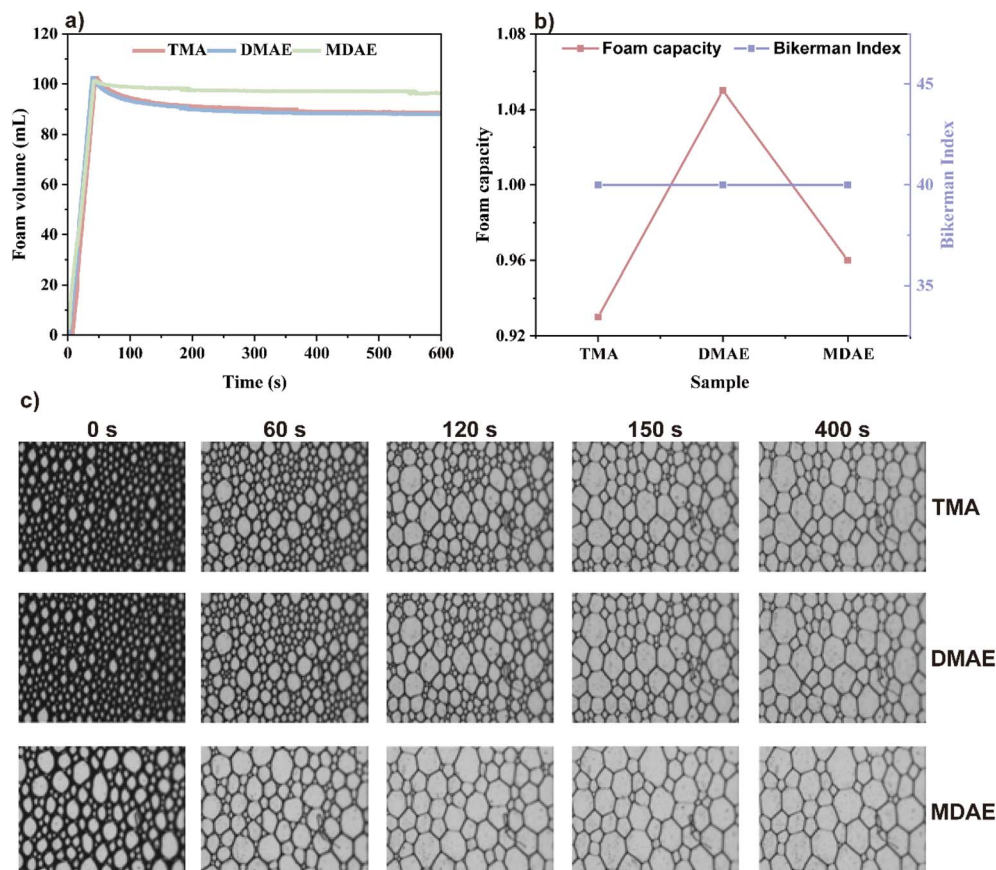 a)
TMA DMAE MDAE
Foam volume (mL)
120
100
80
60
40
20
0
0 100 200 300 400 500 600
Time (s)
b)
Foam capacity Bikerman Index
Foam capacity
1.08
1.04
1.00
0.96
0.92
45
40
35
Bikerman Index
TMA DMAE MDAE
Sample
c)
0 s 60 s 120 s 150 s 400 s
TMA
DMAE
MDAE